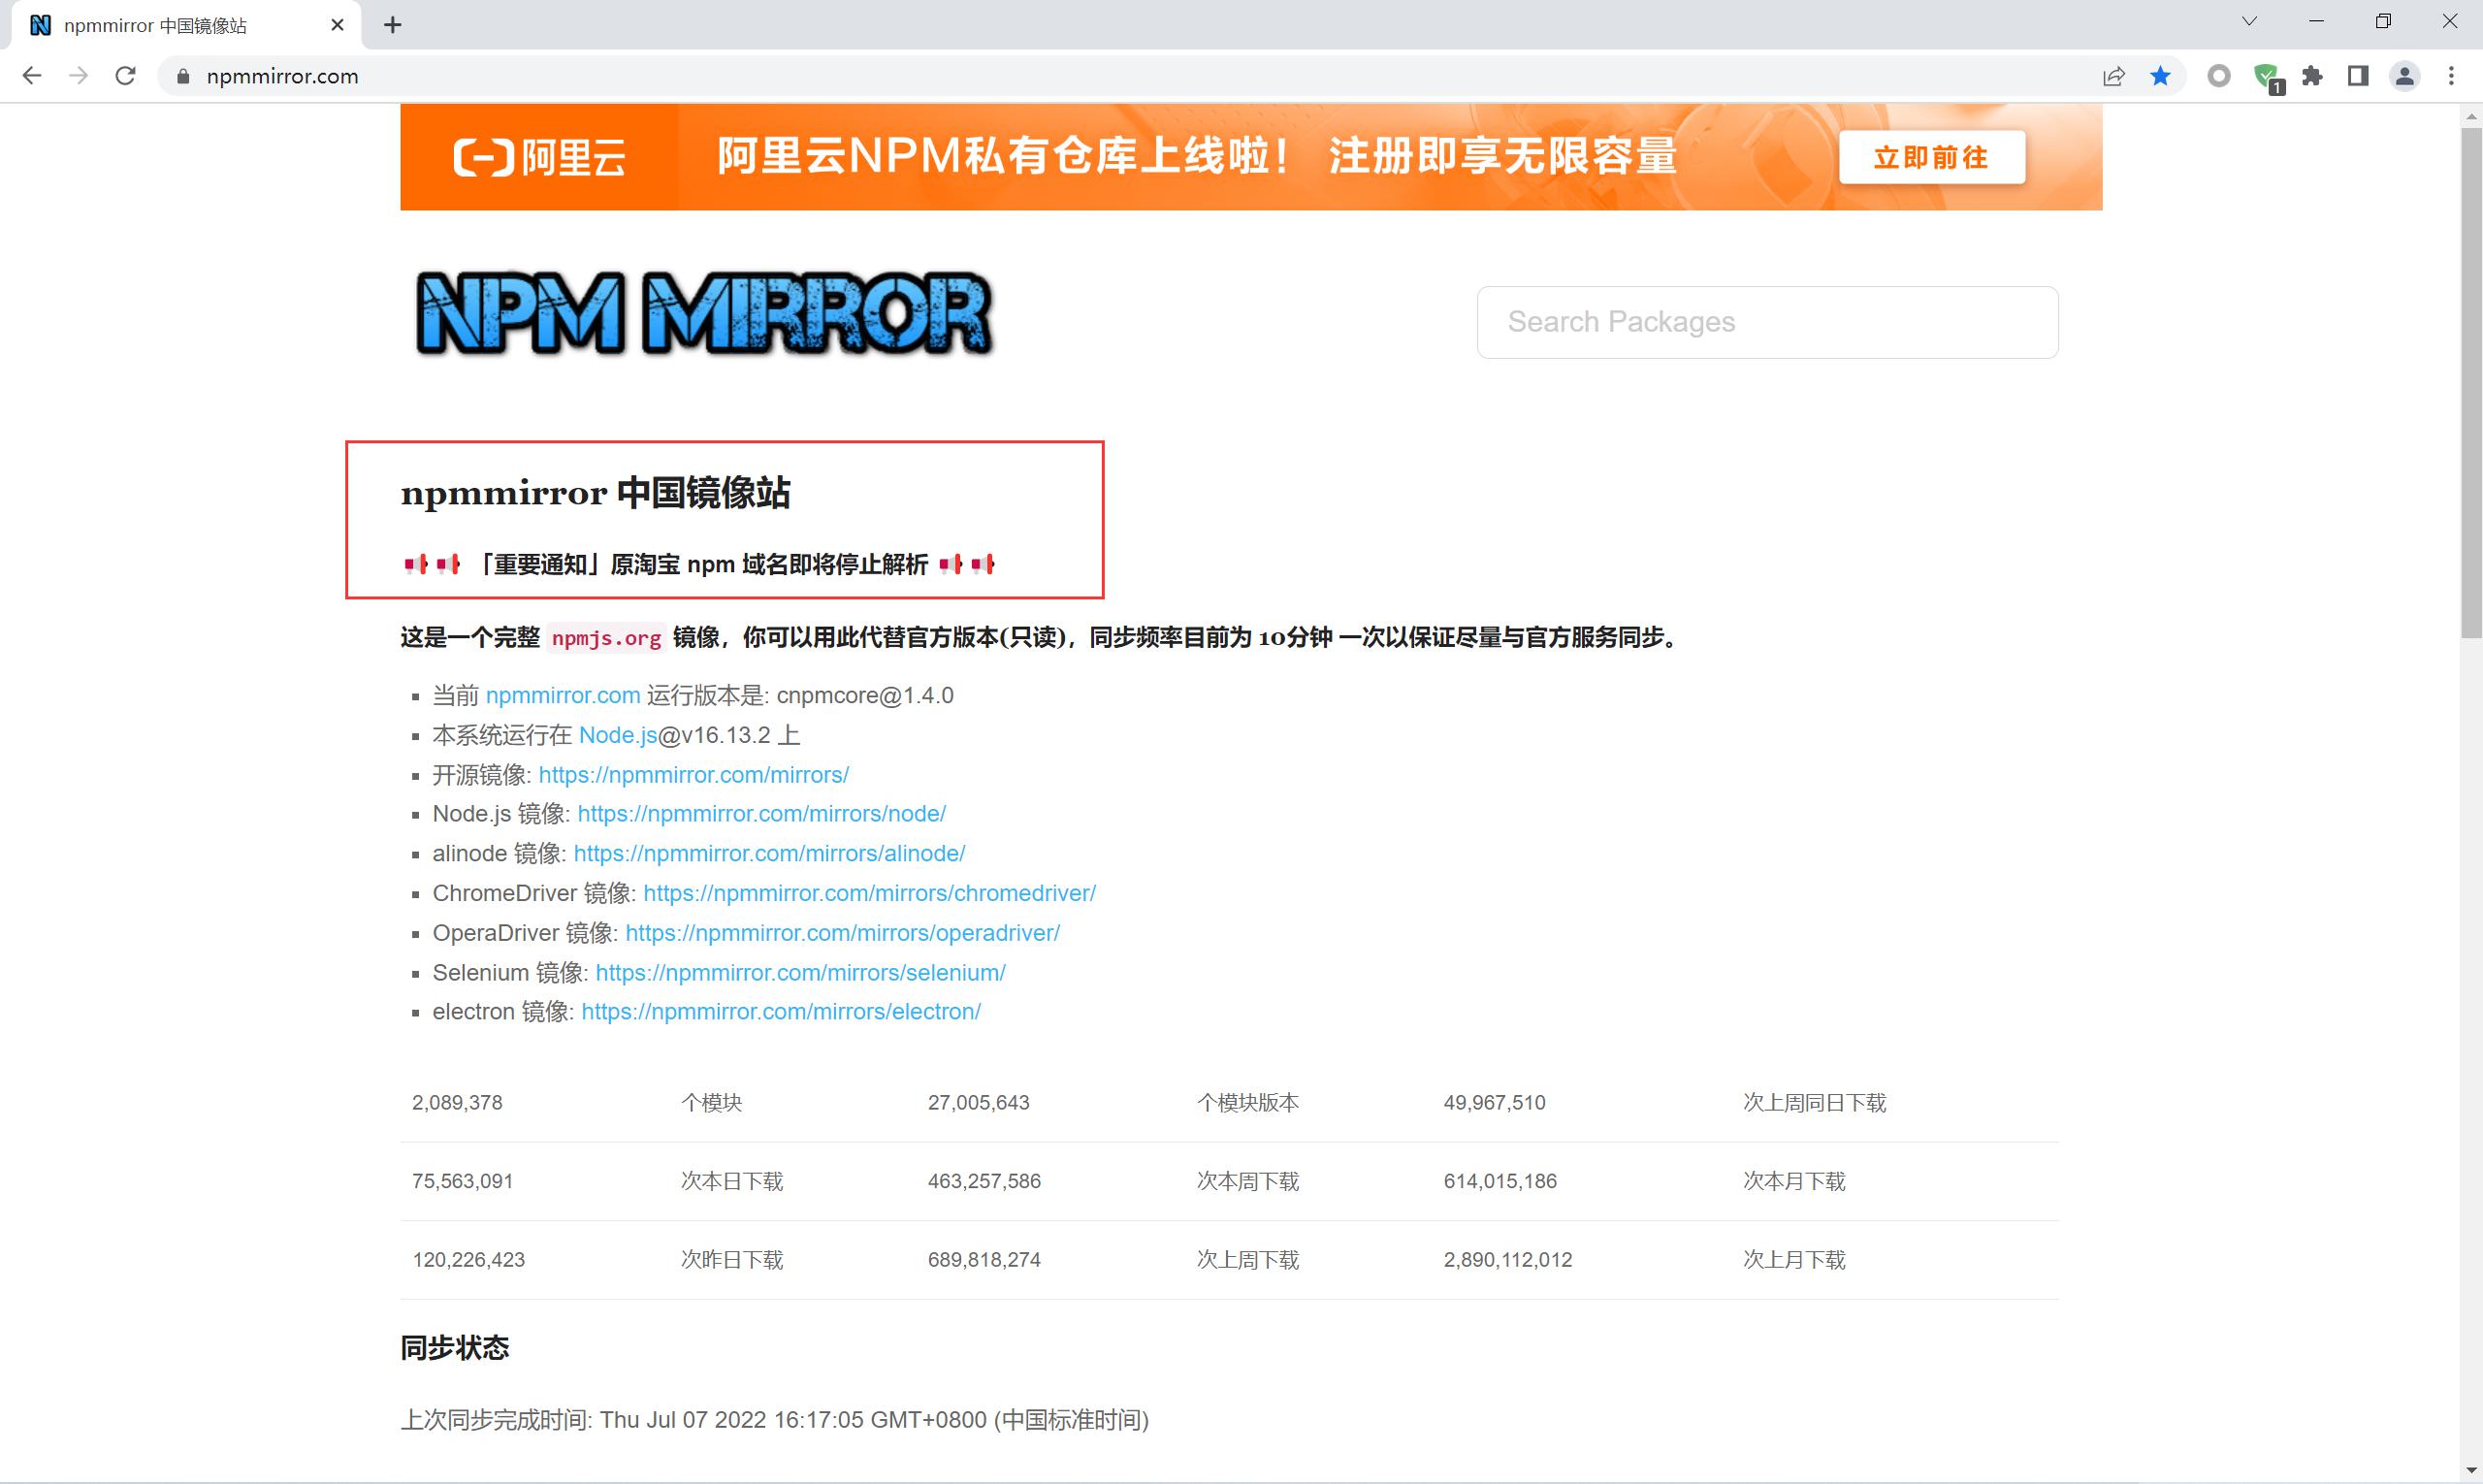 npmmirror 中国镜像站
npmmirror.com
1
阿里云 阿里云NPM私有仓库上线啦！ 注册即享无限容量 立即前往
NPM MIRROR
Search Packages
npmmirror 中国镜像站
「重要通知」原淘宝 npm 域名即将停止解析
这是一个完整 npmjs.org 镜像，你可以用此代替官方版本(只读)，同步频率目前为 10分钟 一次以保证尽量与官方服务同步。
当前 npmmirror.com 运行版本是: cnpmcore@1.4.0
本系统运行在 Node.js@v16.13.2 上
开源镜像: https://npmmirror.com/mirrors/
Node.js 镜像: https://npmmirror.com/mirrors/node/
alinode 镜像: https://npmmirror.com/mirrors/alinode/
ChromeDriver 镜像: https://npmmirror.com/mirrors/chromedriver/
OperaDriver 镜像: https://npmmirror.com/mirrors/operadriver/
Selenium 镜像: https://npmmirror.com/mirrors/selenium/
electron 镜像: https://npmmirror.com/mirrors/electron/
2,089,378 个模块 27,005,643 个模块版本 49,967,510 次上周同日下载
75,563,091 次本日下载 463,257,586 次本周下载 614,015,186 次本月下载
120,226,423 次昨日下载 689,818,274 次上周下载 2,890,112,012 次上月下载
同步状态
上次同步完成时间: Thu Jul 07 2022 16:17:05 GMT+0800 (中国标准时间)